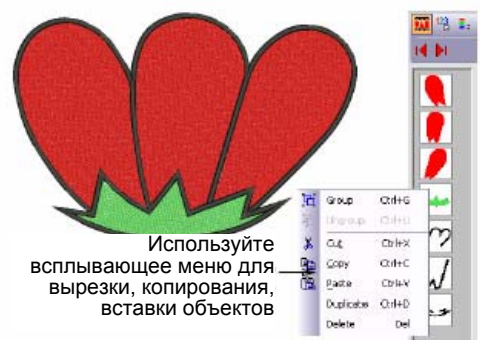 Group Ctrl+G
Ungroup Ctrl+U
Cut Ctrl+X
Copy Ctrl+C
Paste Ctrl+V
Duplicate Ctrl+D
Delete Del
Используйте
всплывающее меню для
вырезки, копирования,
вставки объектов